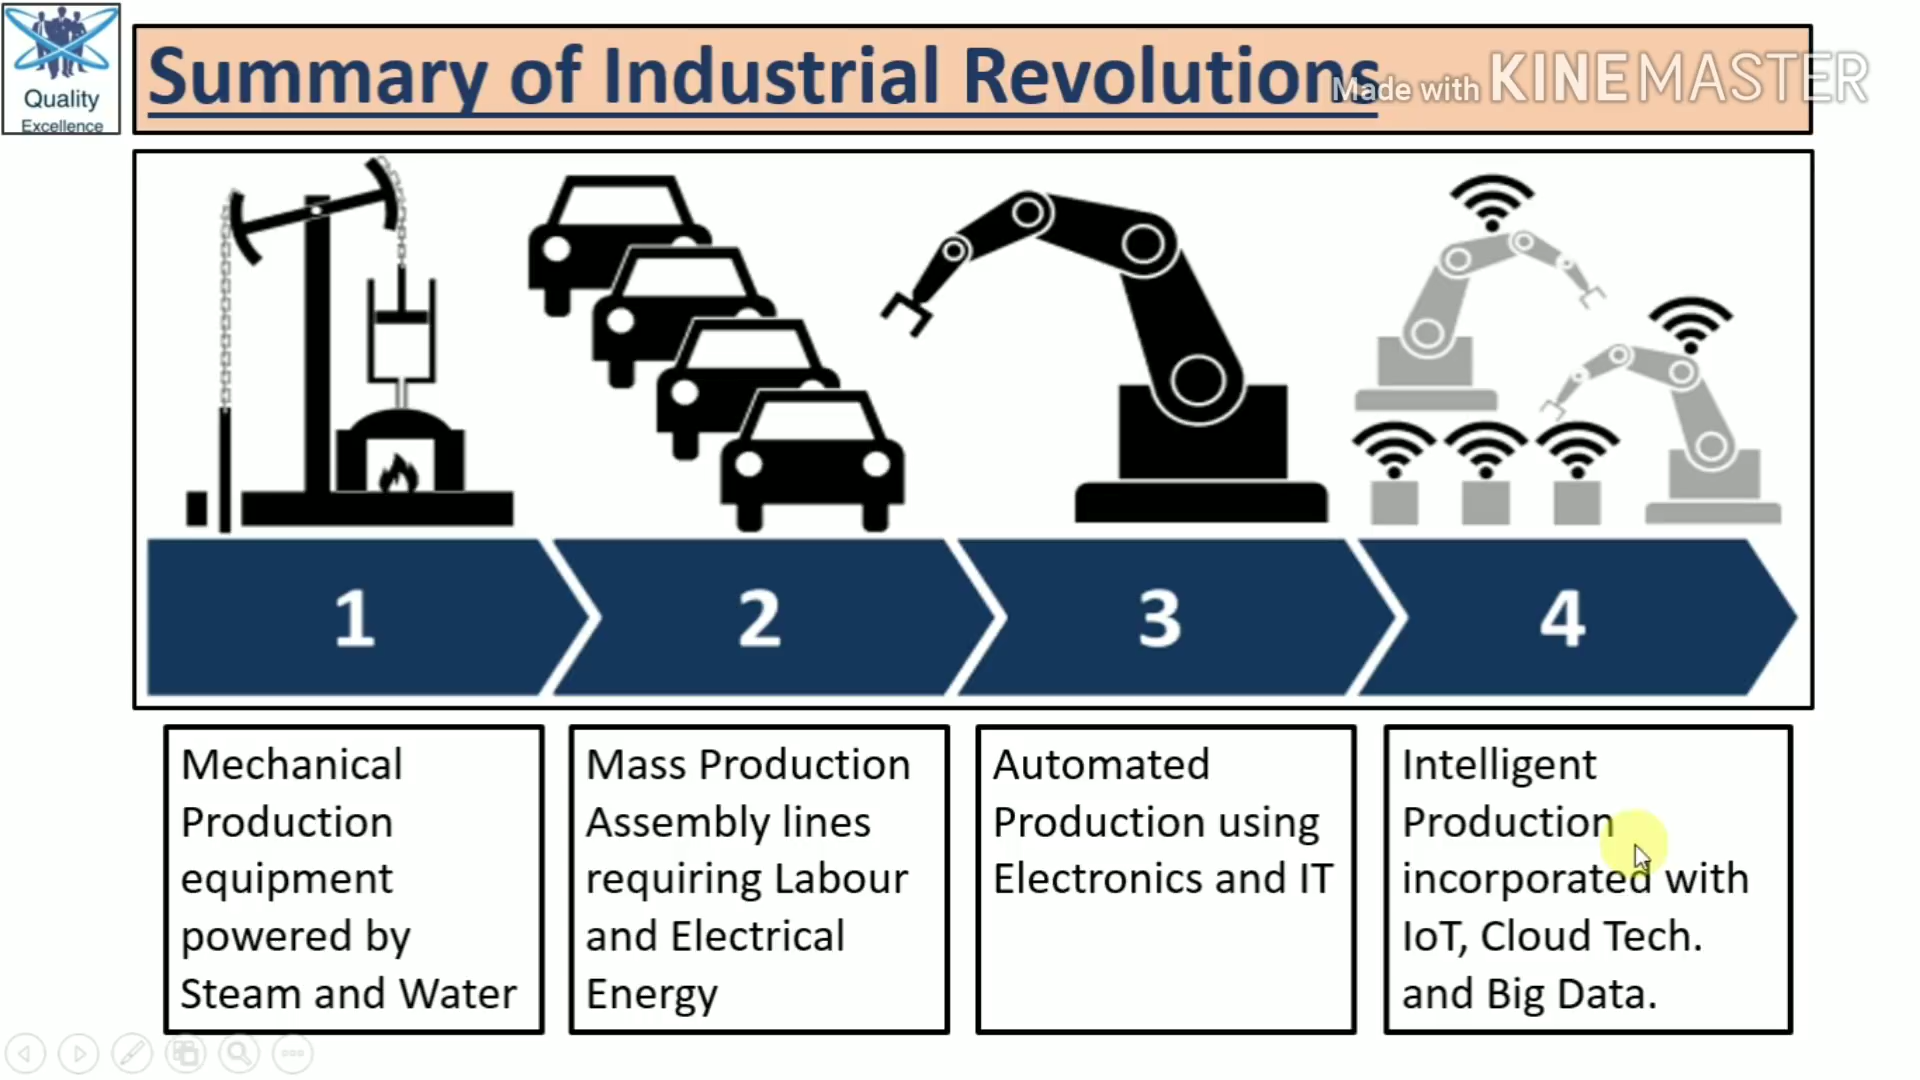 Quality
Excellence
Summary of Industrial Revolutions
Made with KINEMASTER
1
2
3
4
Mechanical
Production
equipment
powered by
Steam and Water
Mass Production
Assembly lines
requiring Labour
and Electrical
Energy
Automated
Production using
Electronics and IT
Intelligent
Production
incorporated with
IoT, Cloud Tech.
and Big Data.